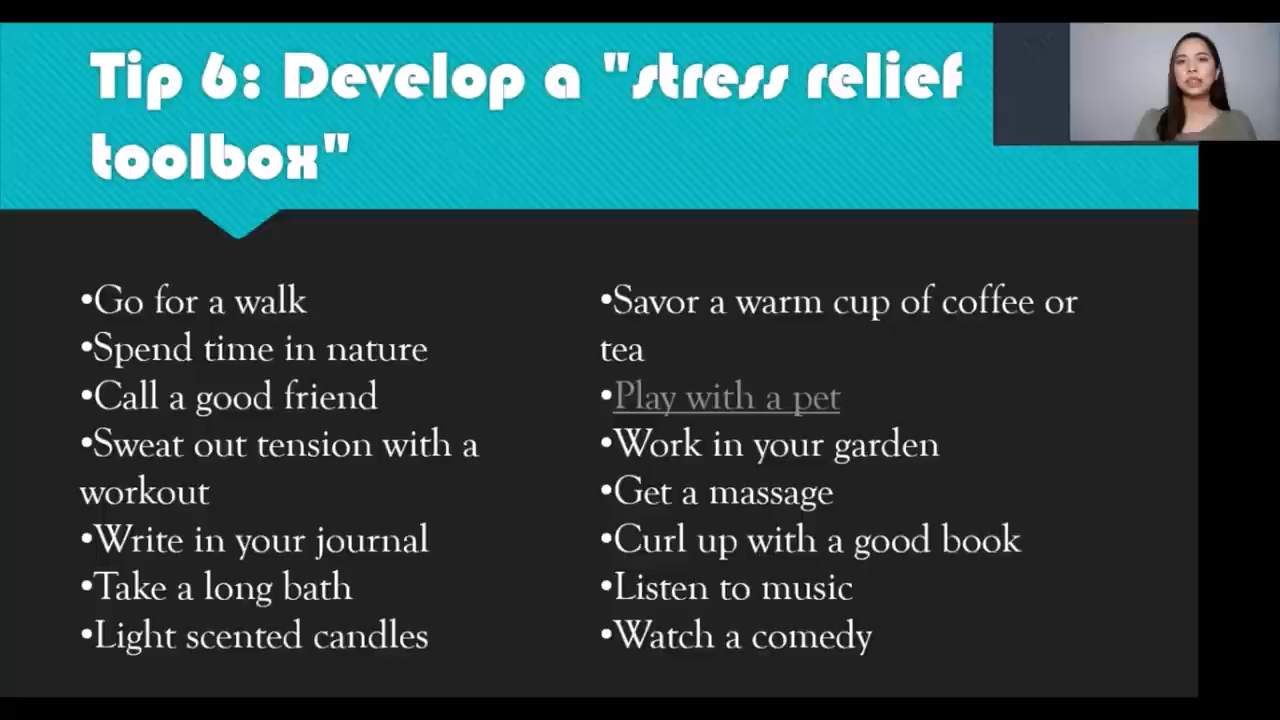 Tip 6: Develop a "stress relief
toolbox"
•Go for a walk
•Spend time in nature
•Call a good friend
•Sweat out tension with a
workout
•Write in your journal
•Take a long bath
•Light scented candles
•Savor a warm cup of coffee or
tea
•Play with a pet
•Work in your garden
•Get a massage
•Curl up with a good book
•Listen to music
•Watch a comedy